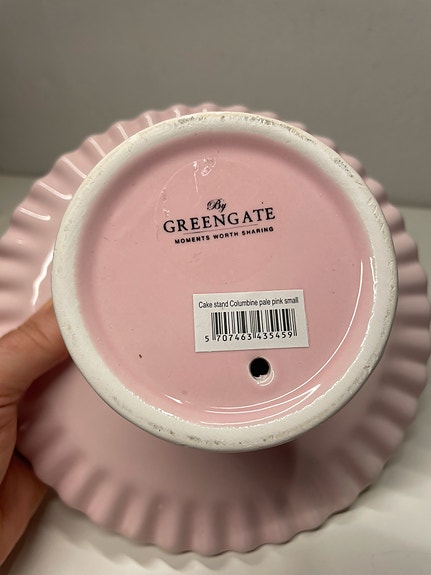 By
GREENGATE
MOMENTS WORTH SHARING
Cake stand Columbine pale pink small
5 707463 435459